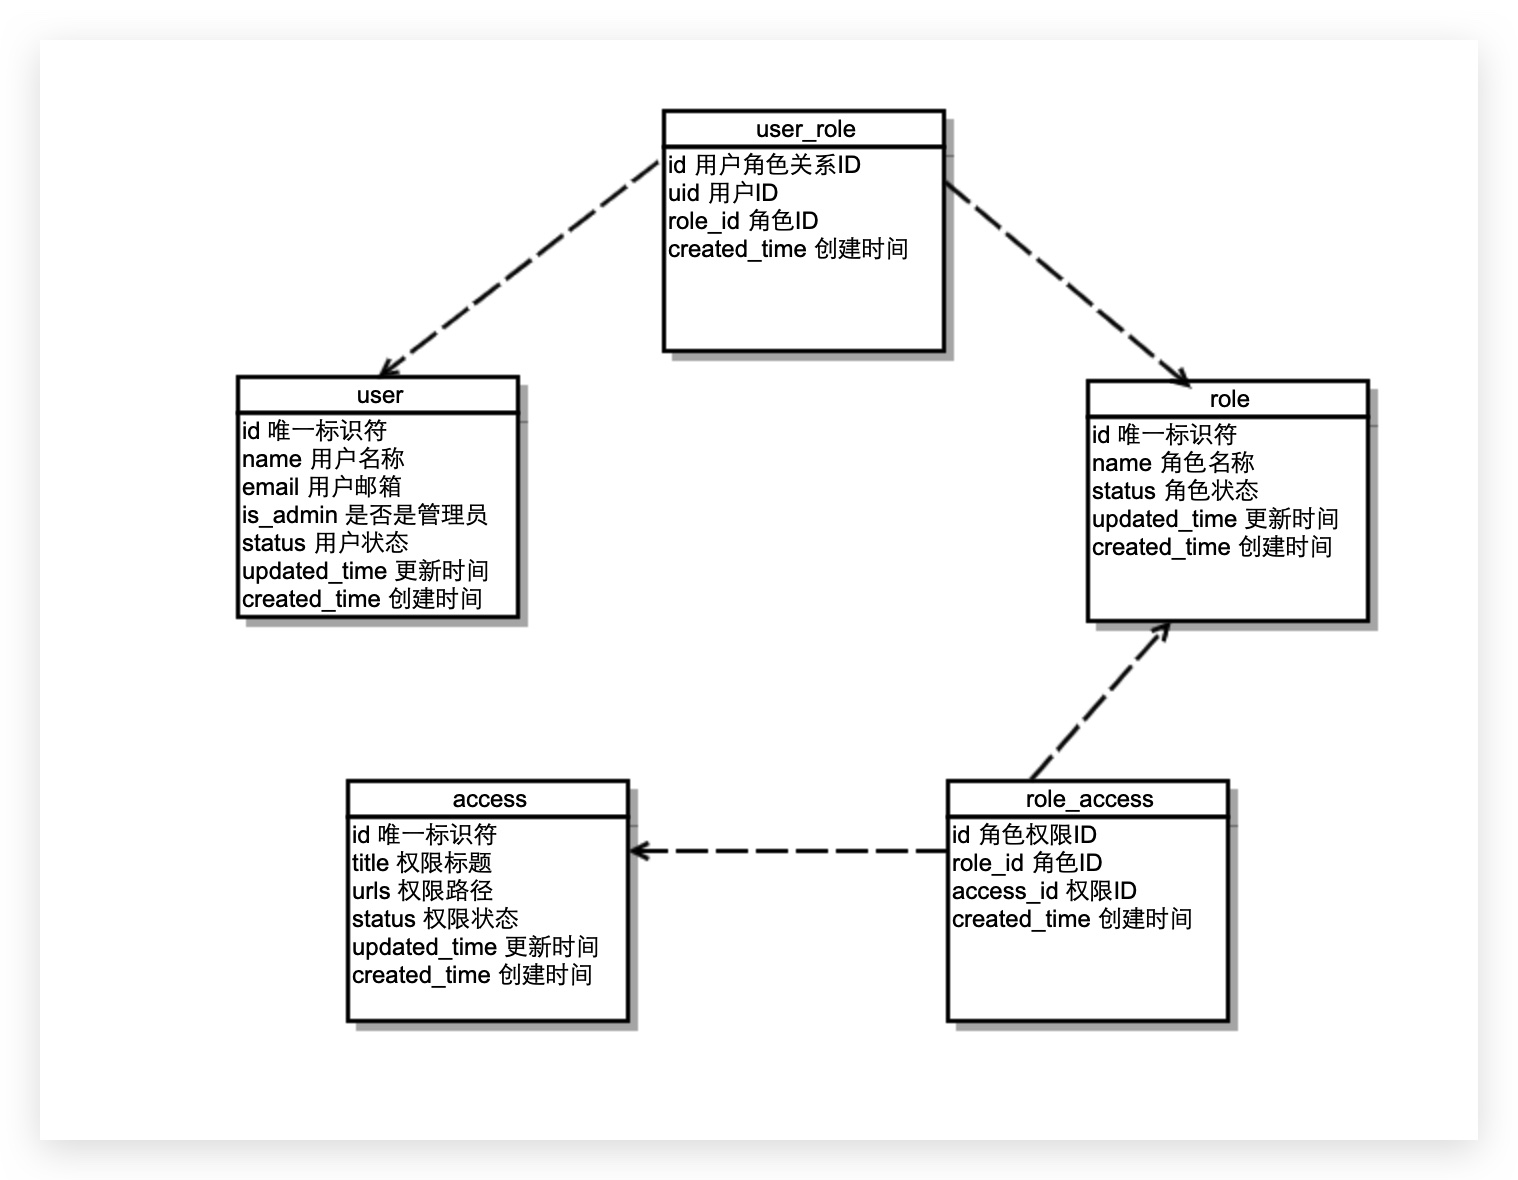 user_role
id 用户角色关系ID
uid 用户ID
role_id 角色ID
created_time 创建时间
user
id 唯一标识符
name 用户名称
email 用户邮箱
is_admin 是否是管理员
status 用户状态
updated_time 更新时间
created_time 创建时间
role
id 唯一标识符
name 角色名称
status 角色状态
updated_time 更新时间
created_time 创建时间
access
id 唯一标识符
title 权限标题
urls 权限路径
status 权限状态
updated_time 更新时间
created_time 创建时间
role_access
id 角色权限ID
role_id 角色ID
access_id 权限ID
created_time 创建时间